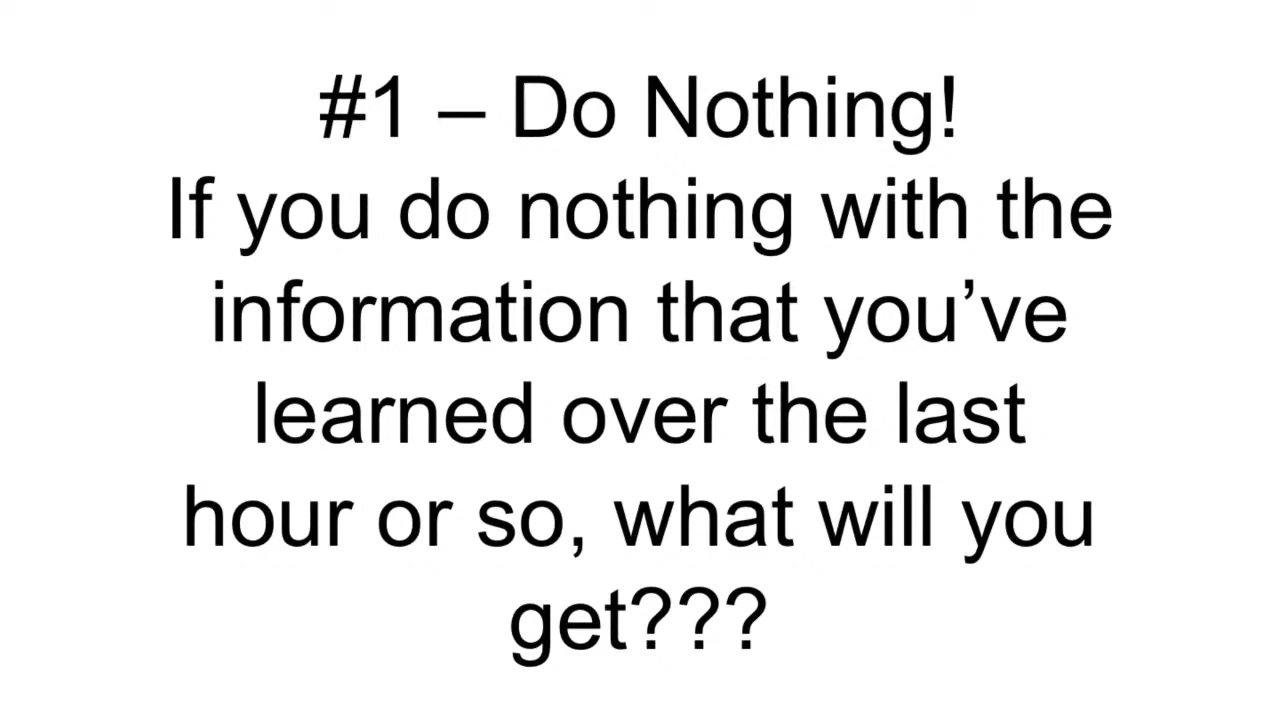 #1 – Do Nothing!
If you do nothing with the
information that you’ve
learned over the last
hour or so, what will you
get???